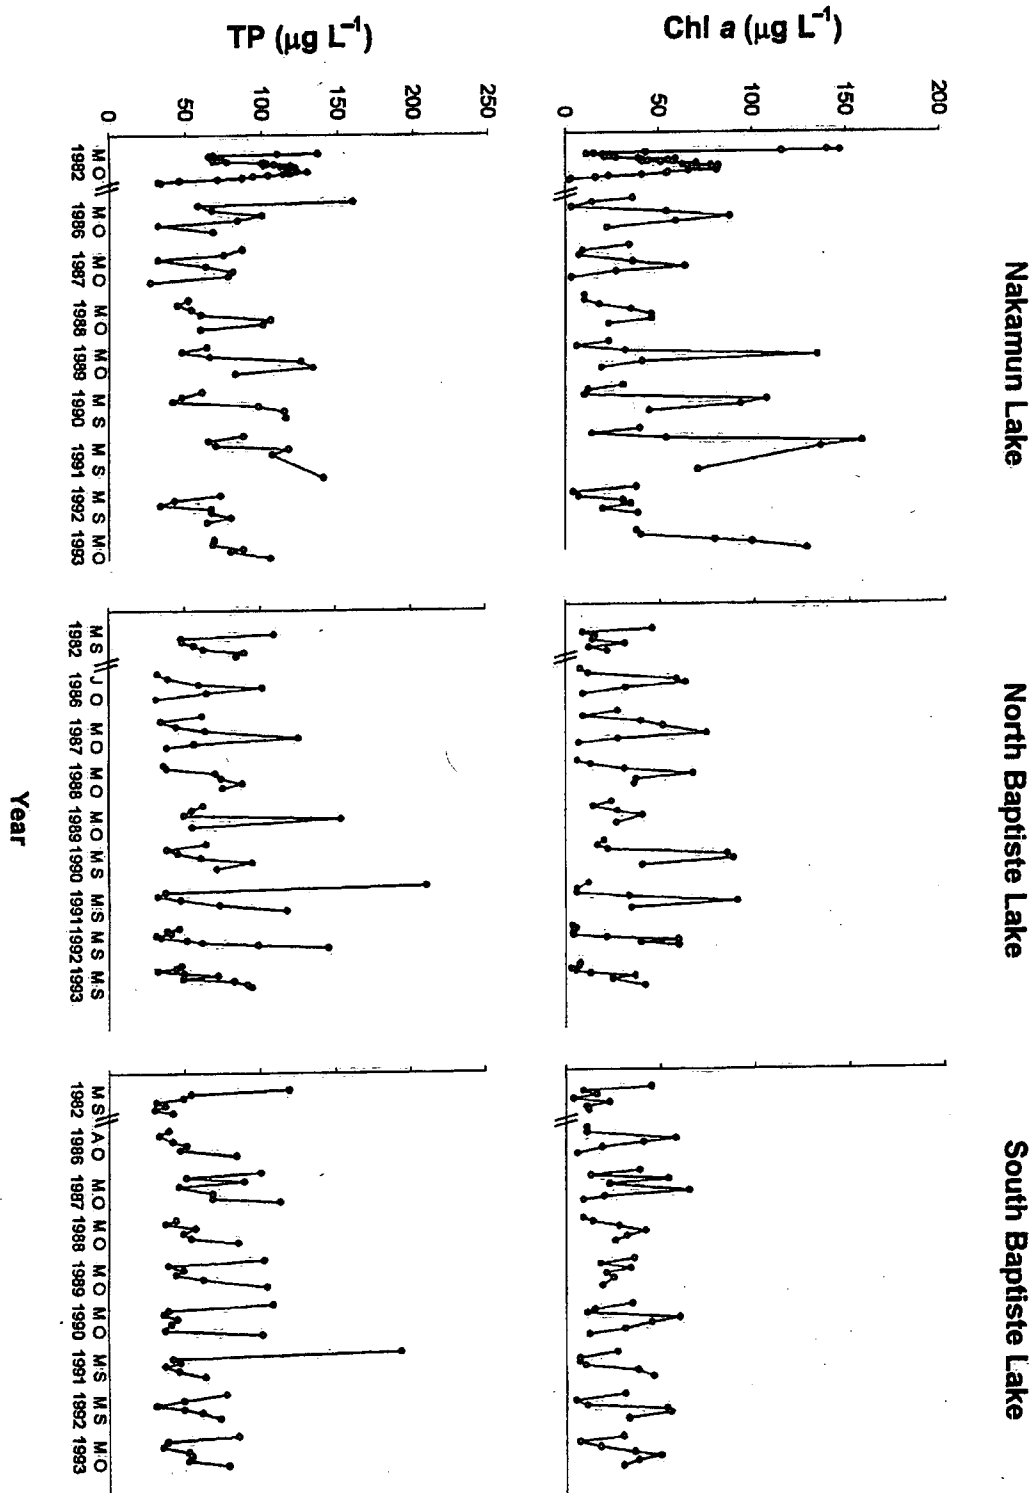 Nakamun Lake
North Baptiste Lake
South Baptiste Lake
Chl a (µg L⁻¹)
200
150
100
50
0
TP (µg L⁻¹)
250
200
150
100
50
0
M O M O M O M O M O M S M S M S M O
1982 1986 1987 1988 1989 1990 1991 1992 1993
M S J O M O M O M O M S M S M S M S
1982 1986 1987 1988 1989 1990 1991 1992 1993
M S A O M O M O M O M O M S M S M O
1982 1986 1987 1988 1989 1990 1991 1992 1993
Year